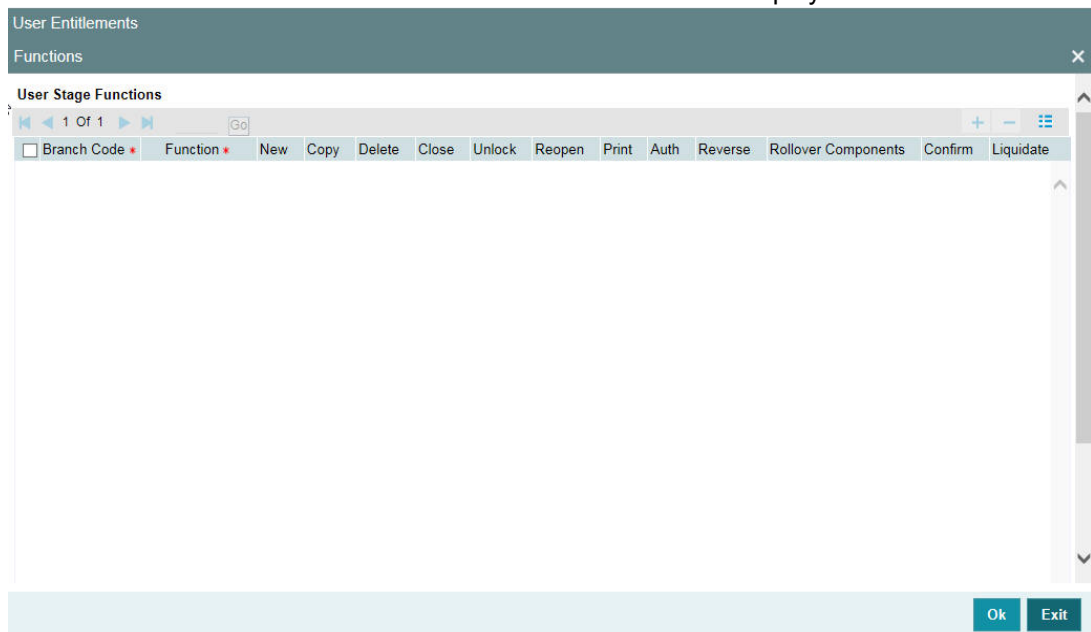 User Entitlements
Functions
User Stage Functions
1 Of 1 Go
Branch Code * Function * New Copy Delete Close Unlock Reopen Print Auth Reverse Rollover Components Confirm Liquidate
Ok Exit